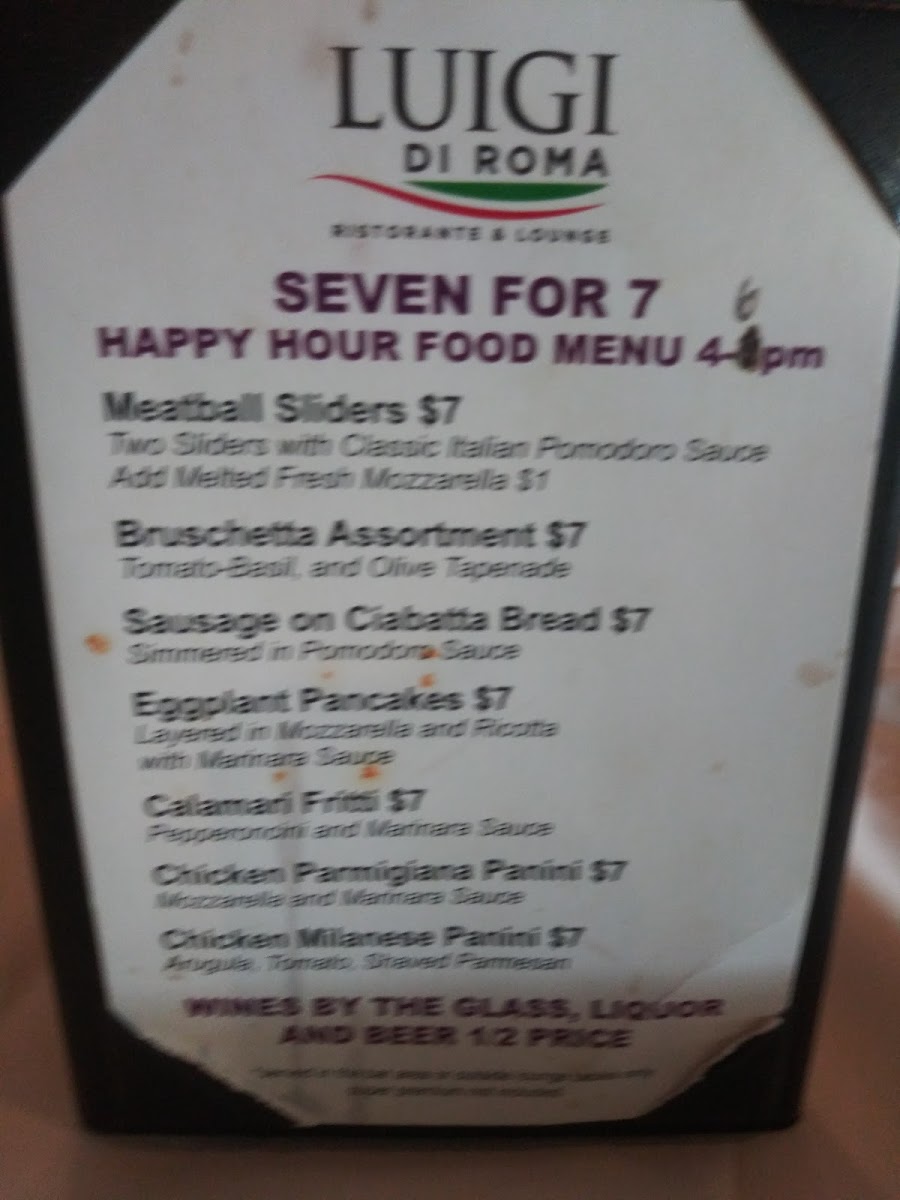 LUIGI
DI ROMA
RISTORANTE & LOUNGE
SEVEN FOR 7
6
HAPPY HOUR FOOD MENU 4-pm
Meatball Sliders $7
Two Sliders with Classic Italian Pomodoro Sauce
Add Melted Fresh Mozzarella $1
Bruschetta Assortment $7
Tomato-Basil, and Olive Tapenade
Sausage on Ciabatta Bread $7
Simmered in Pomodoro Sauce
Eggplant Pancakes $7
Layered in Mozzarella and Ricotta
with Marinara Sauce
Calamari Fritti $7
Pepperoncini and Marinara Sauce
Chicken Parmigiana Panini $7
Mozzarella and Marinara Sauce
Chicken Milanese Panini $7
Arugula, Tomato, Shaved Parmesan
WINES BY THE GLASS, LIQUOR
AND BEER 1/2 PRICE